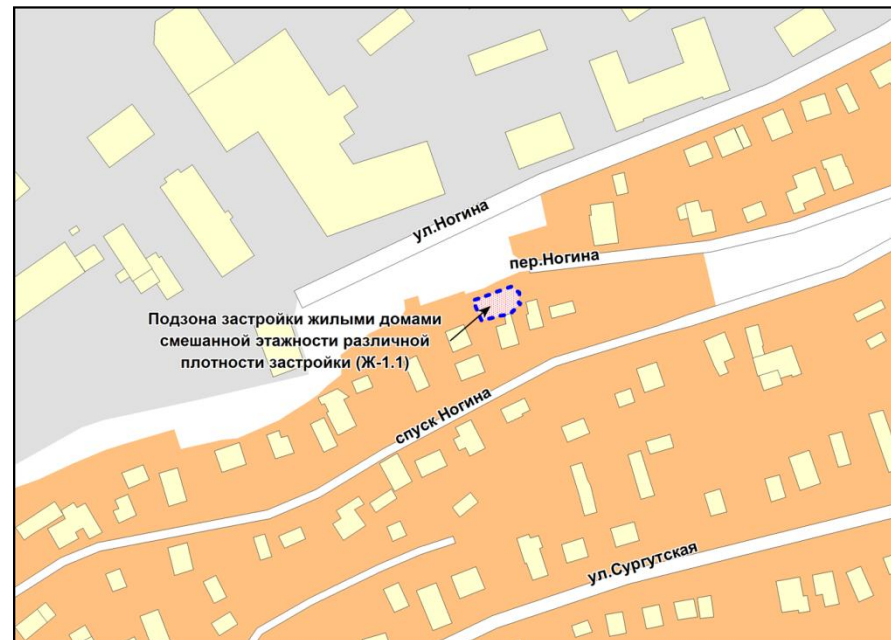 ул.Ногина
пер.Ногина
Подзона застройки жилыми домами
смешанной этажности различной
плотности застройки (Ж-1.1)
спуск Ногина
ул.Сургутская